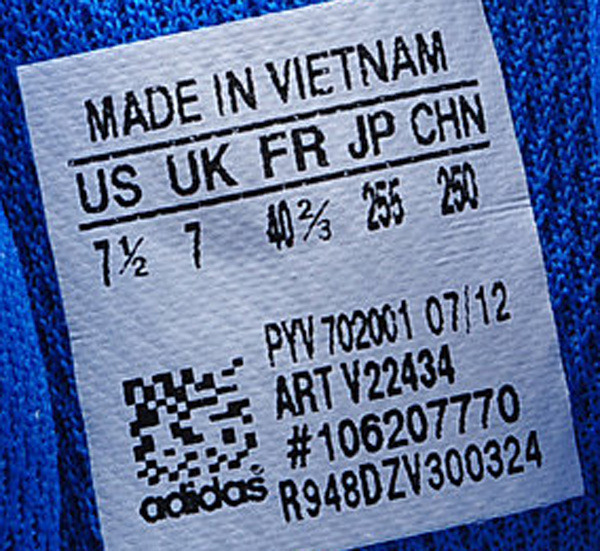 MADE IN VIETNAM
US UK FR JP CHN
7½ 7 40⅔ 255 250
PYV 702001 07/12
ART V22434
#106207770
adidas® R948DZV300324